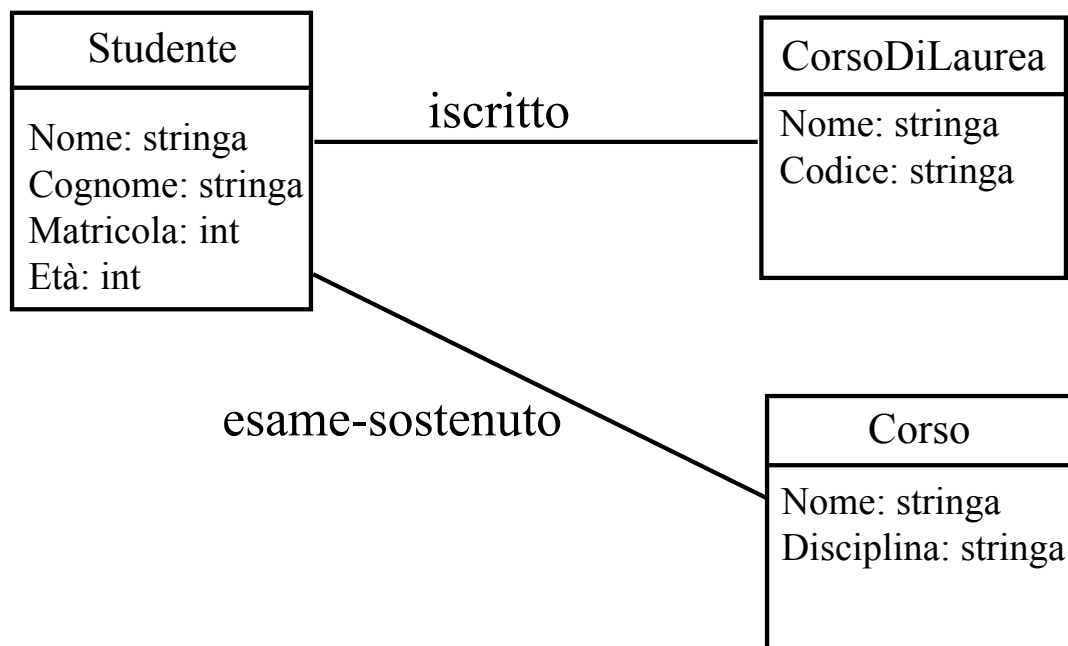 Studente
Nome: stringa
Cognome: stringa
Matricola: int
Età: int
iscritto
CorsoDiLaurea
Nome: stringa
Codice: stringa
esame-sostenuto
Corso
Nome: stringa
Disciplina: stringa